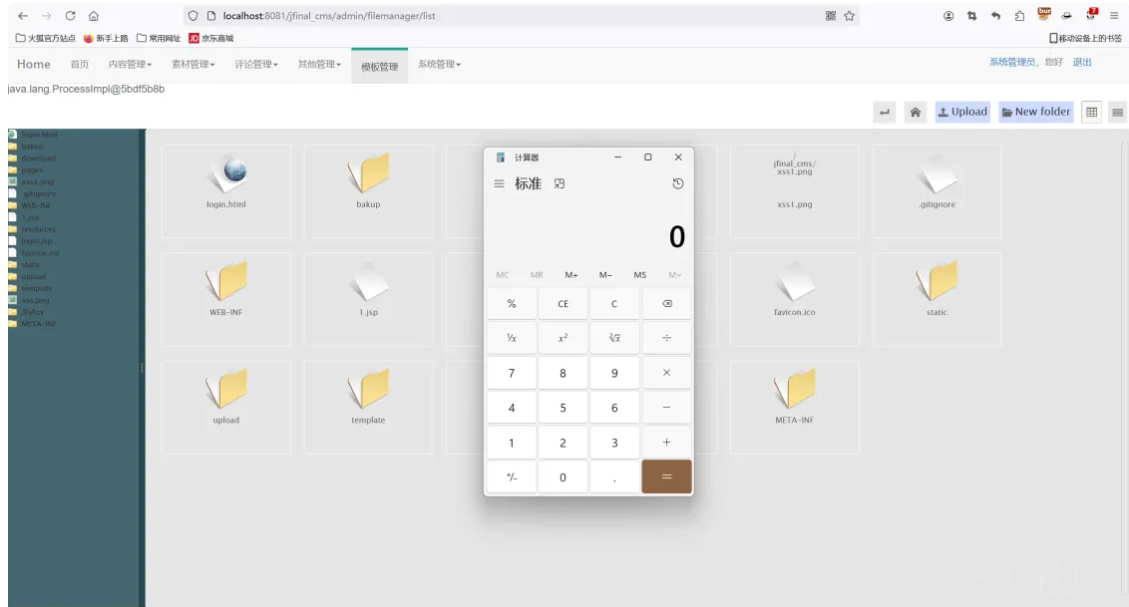 localhost:8081/jfinal_cms/admin/filemanager/list
火狐官方站点 新手上路 常用网址 JD 京东商城 移动设备上的书签
Home 首页 内容管理 素材管理 评论管理 其他管理 模板管理 系统管理 系统管理员，您好 退出
java.lang.ProcessImpl@5bdf5b8b
Upload New folder
login.html
bakup
download
pages
xss1.png
.gitignore
WEB-INF
1.jsp
resources
login.jsp
favicon.ico
static
upload
template
xss.png
META-INF
login.html bakup
/
jfinal_cms/
xss1.png
xss1.png .gitignore
WEB-INF 1.jsp favicon.ico static
upload template META-INF
计算器
标准
0
MC MR M+ M- MS M
% CE C
¹/x x² ²√x ÷
7 8 9 ×
4 5 6 −
1 2 3 +
+/- 0 . =